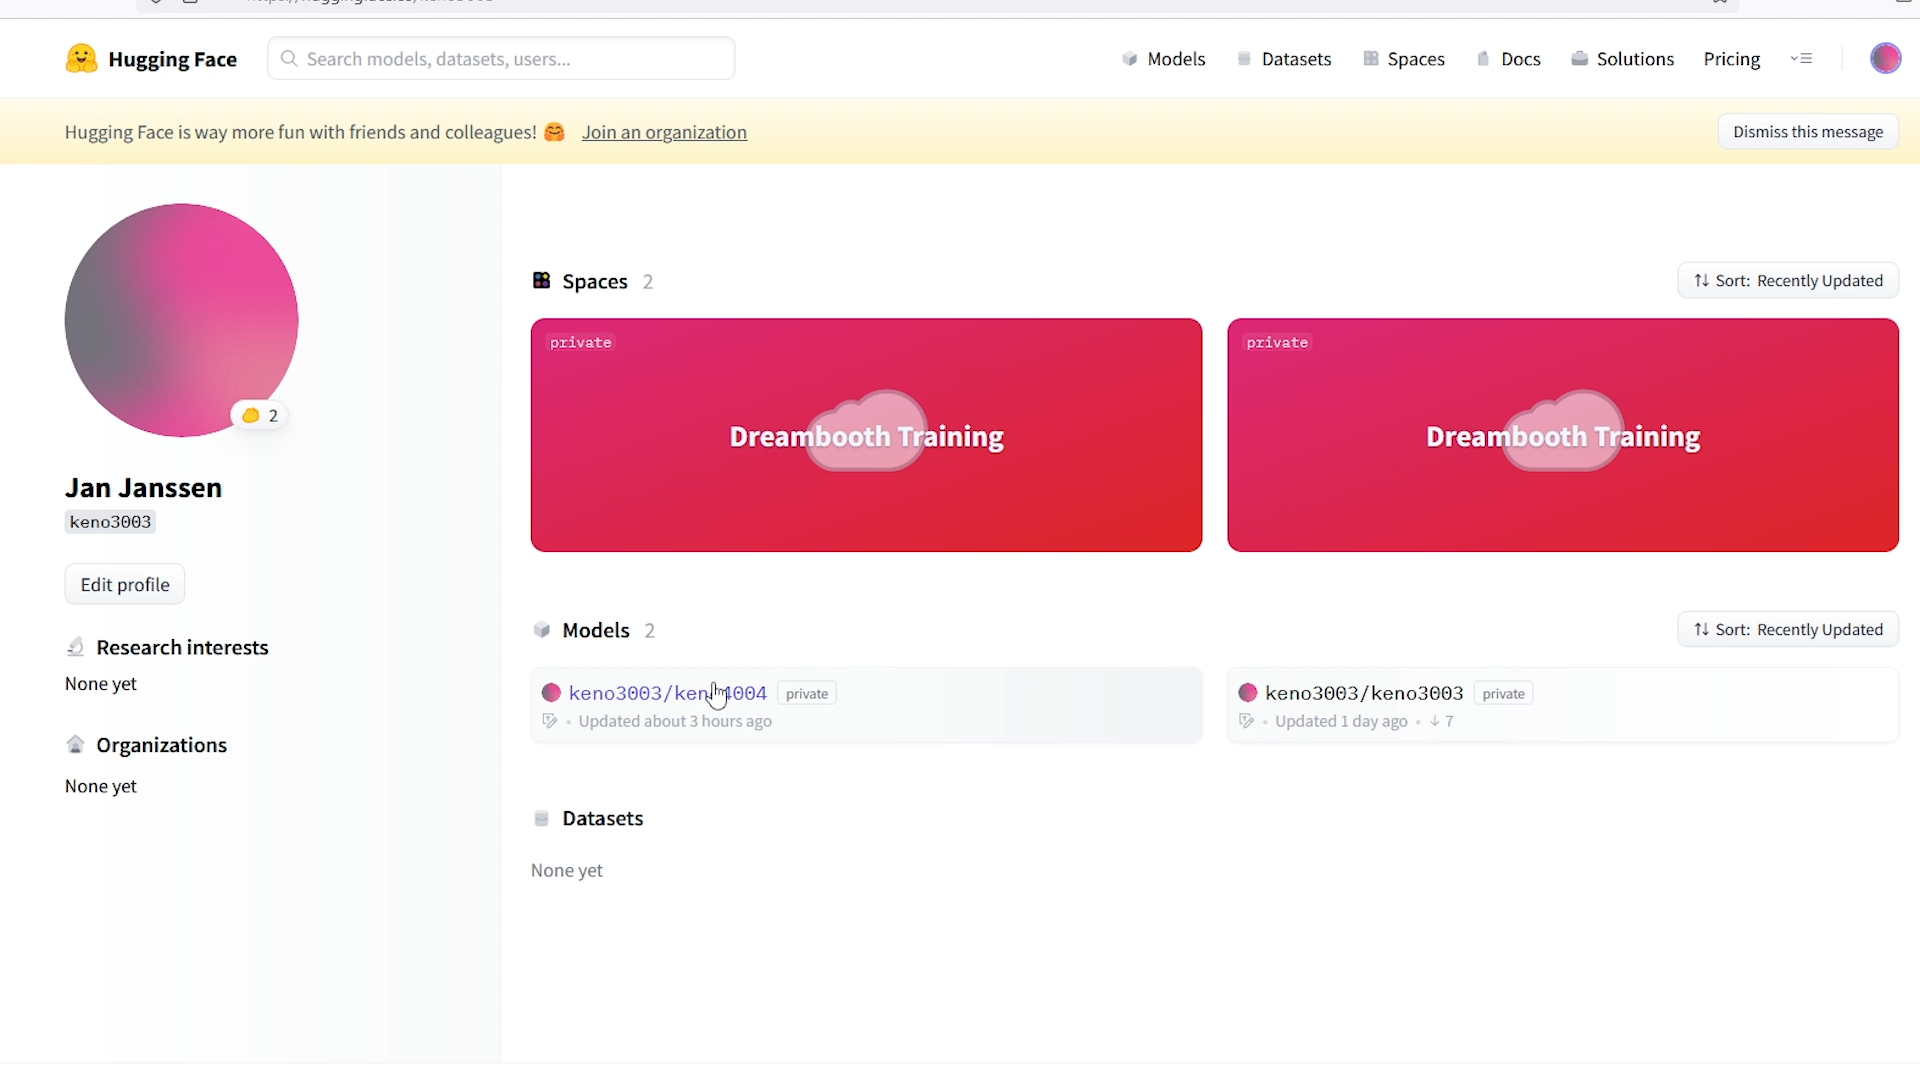 Hugging Face
Search models, datasets, users...
Models
Datasets
Spaces
Docs
Solutions
Pricing
Hugging Face is way more fun with friends and colleagues! 🤗 Join an organization
Dismiss this message
2
Jan Janssen
keno3003
Edit profile
Research interests
None yet
Organizations
None yet
Spaces 2
Sort: Recently Updated
private
Dreambooth Training
private
Dreambooth Training
Models 2
Sort: Recently Updated
keno3003/keno4004 private
Updated about 3 hours ago
keno3003/keno3003 private
Updated 1 day ago • ↓ 7
Datasets
None yet